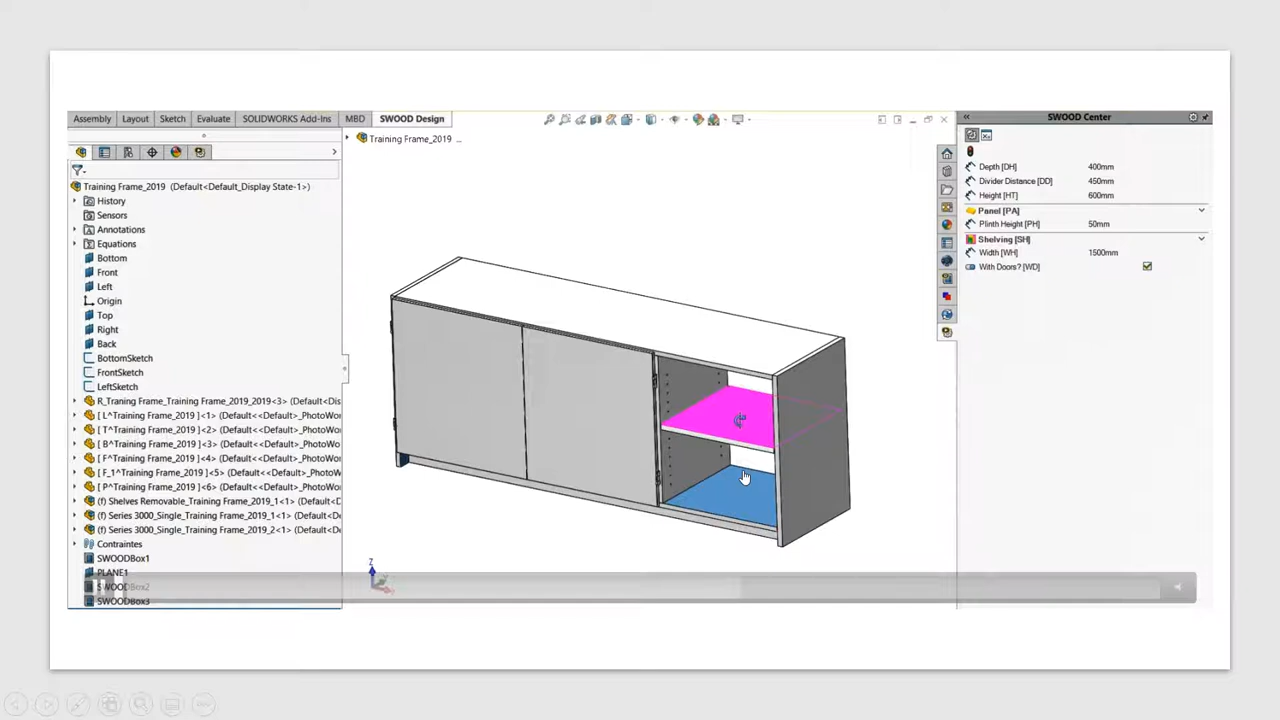 Assembly Layout Sketch Evaluate SOLIDWORKS Add-Ins MBD SWOOD Design
Training Frame_2019 ...
Training Frame_2019 (Default<Default_Display State-1>)
History
Sensors
Annotations
Equations
Bottom
Front
Left
Origin
Top
Right
Back
BottomSketch
FrontSketch
LeftSketch
R_Traning Frame_Training Frame_2019_2019<3> (Default<Dis
[ L^Training Frame_2019 ]<1> (Default<<Default>_PhotoWor
[ T^Training Frame_2019 ]<2> (Default<<Default>_PhotoWo
[ B^Training Frame_2019 ]<3> (Default<<Default>_PhotoWo
[ F^Training Frame_2019 ]<4> (Default<<Default>_PhotoWor
[ F_1^Training Frame_2019 ]<5> (Default<<Default>_PhotoW
[ P^Training Frame_2019 ]<6> (Default<<Default>_PhotoWor
(f) Shelves Removable_Training Frame_2019_1<1> (Default<D
(f) Series 3000_Single_Training Frame_2019_1<1> (Default<De
(f) Series 3000_Single_Training Frame_2019_2<1> (Default<De
Contraintes
SWOODBox1
PLANE1
SWOODBox2
SWOODBox3
Z
SWOOD Center
Depth [DH] 400mm
Divider Distance [DD] 450mm
Height [HT] 600mm
Panel [PA]
Plinth Height [PH] 50mm
Shelving [SH]
Width [WH] 1500mm
With Doors? [WD]